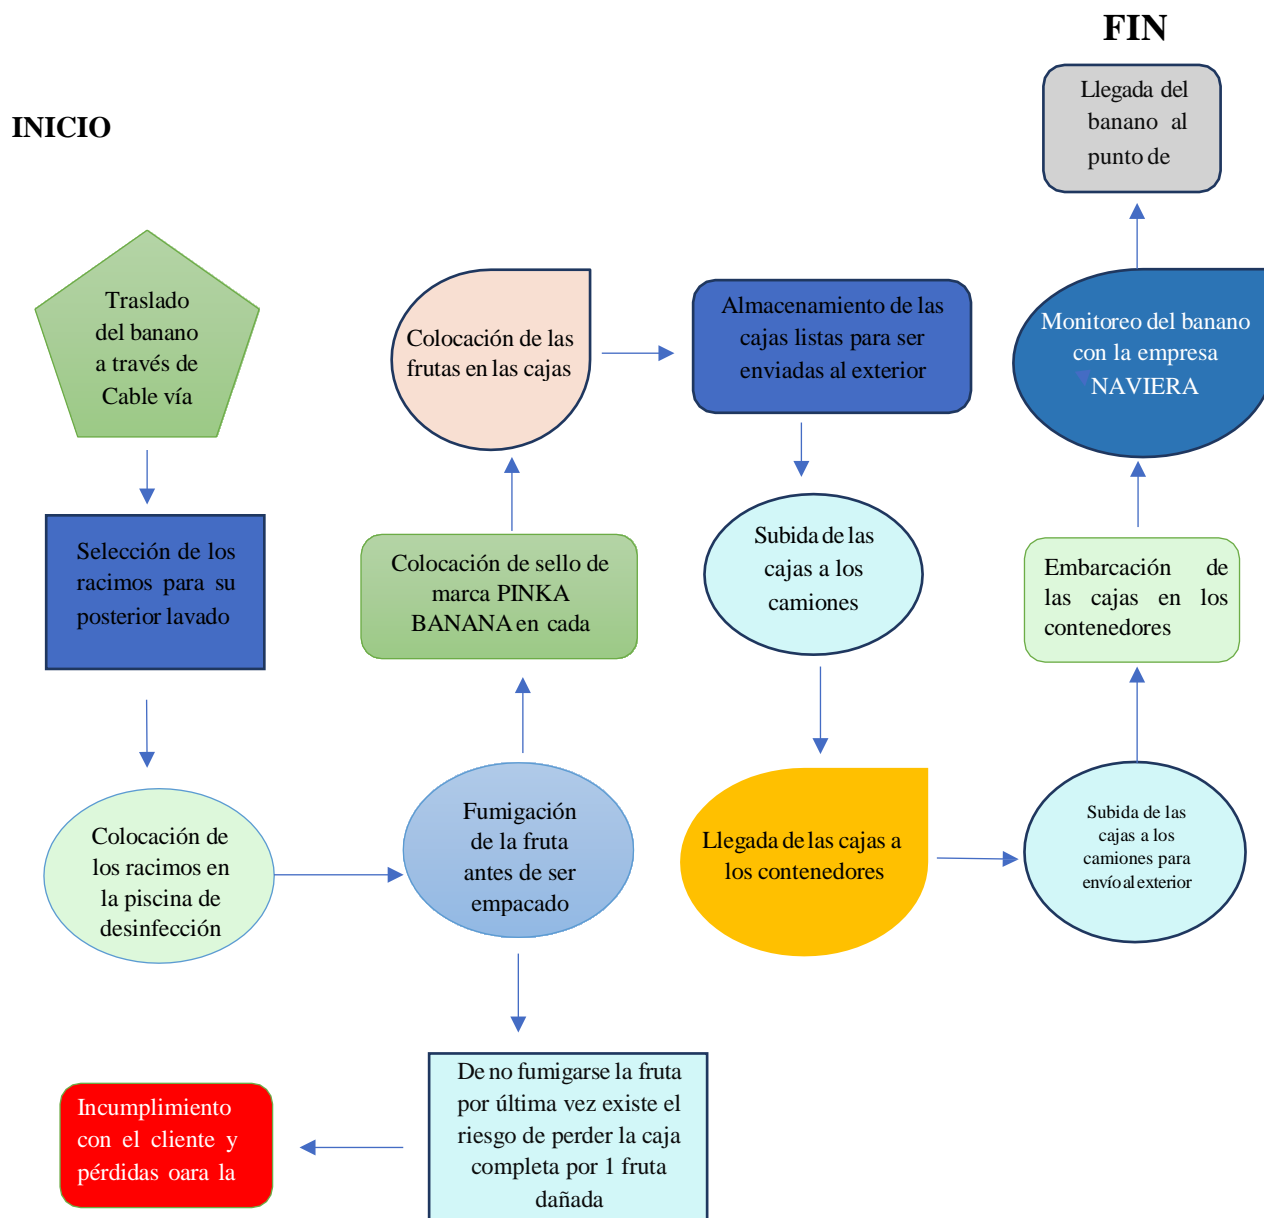 INICIO
Traslado
del banano
a través de
Cable vía
Selección de los
racimos para su
posterior lavado
Colocación de
los racimos en
la piscina de
desinfección
Fumigación
de la fruta
antes de ser
empacado
De no fumigarse la fruta
por última vez existe el
riesgo de perder la caja
completa por 1 fruta
dañada
Incumplimiento
con el cliente y
pérdidas oara la
Colocación de sello de
marca PINKA
BANANA en cada
Colocación de las
frutas en las cajas
Almacenamiento de las
cajas listas para ser
enviadas al exterior
Subida de las
cajas a los
camiones
Llegada de las cajas a
los contenedores
Subida de las
cajas a los
camiones para
envío al exterior
Embarcación de
las cajas en los
contenedores
Monitoreo del banano
con la empresa
NAVIERA
Llegada del
banano al
punto de
FIN